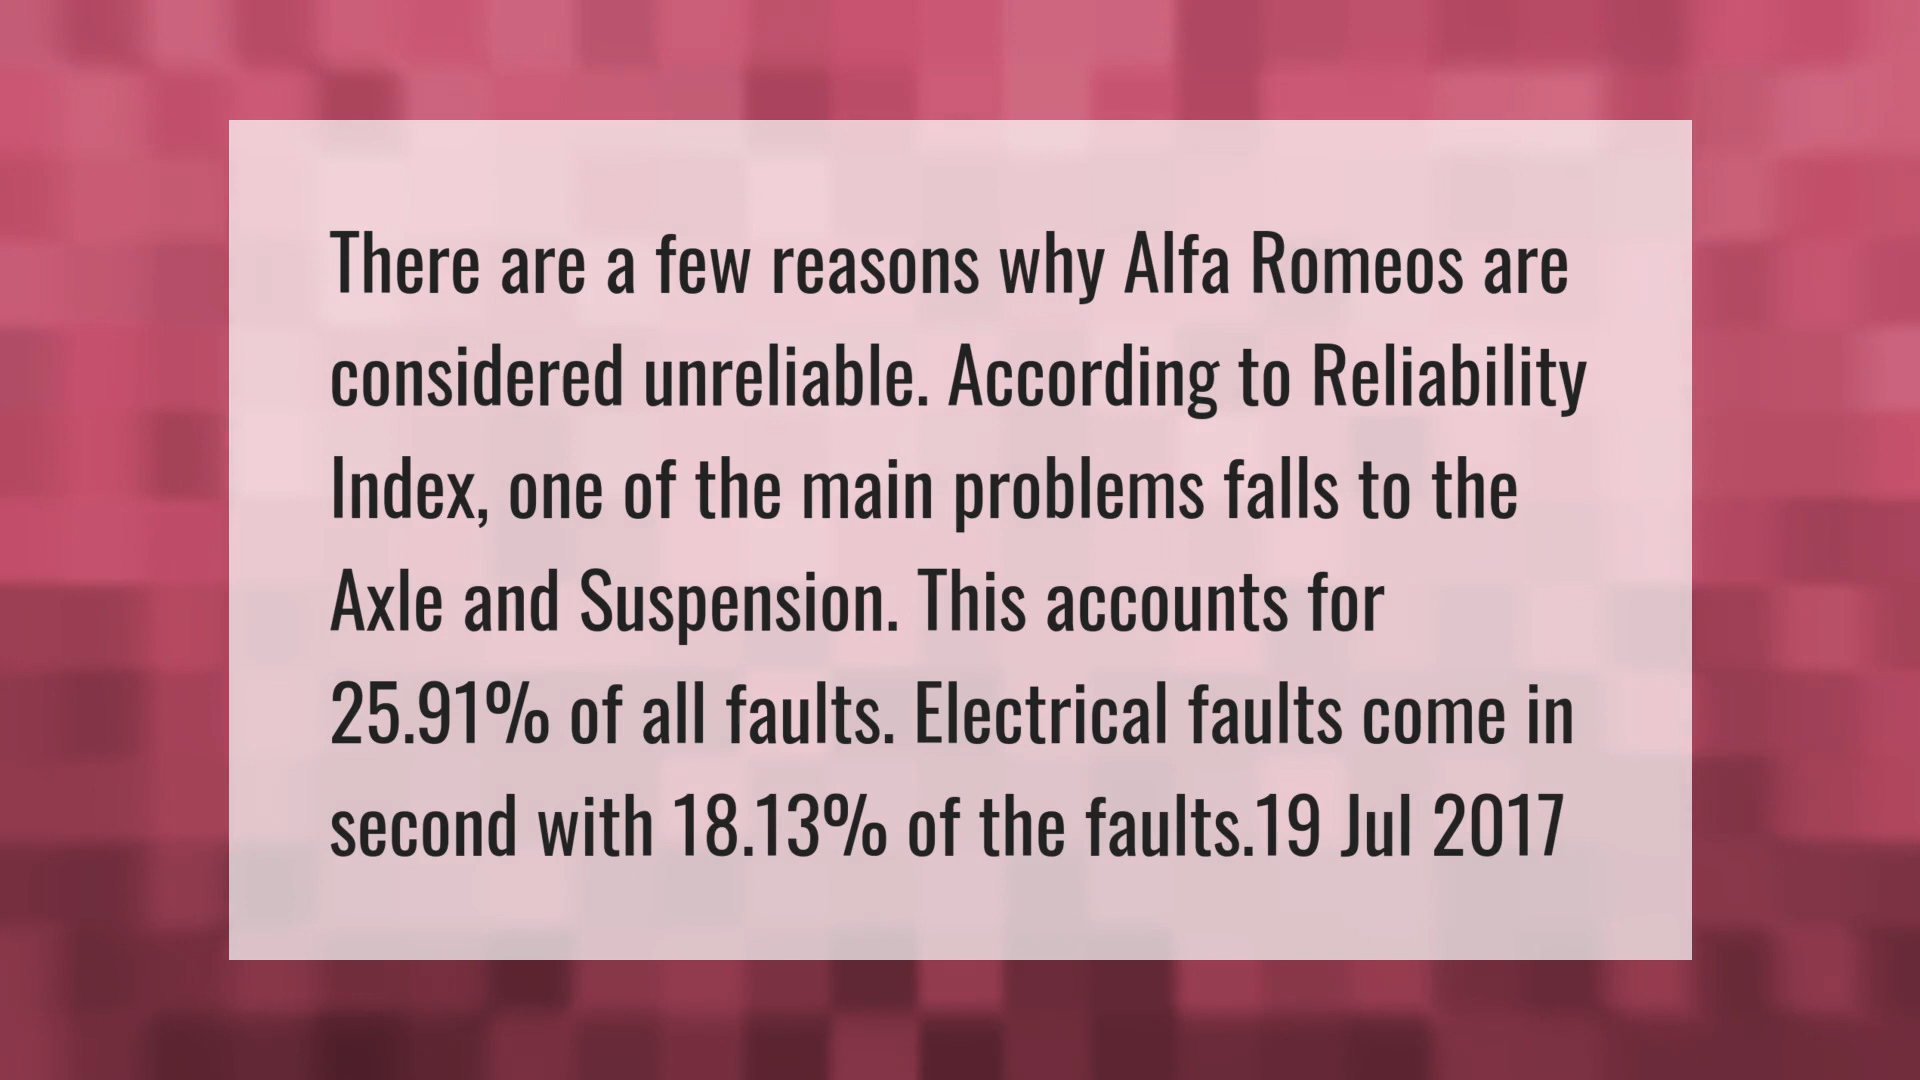 There are a few reasons why Alfa Romeos are
considered unreliable. According to Reliability
Index, one of the main problems falls to the
Axle and Suspension. This accounts for
25.91% of all faults. Electrical faults come in
second with 18.13% of the faults.19 Jul 2017